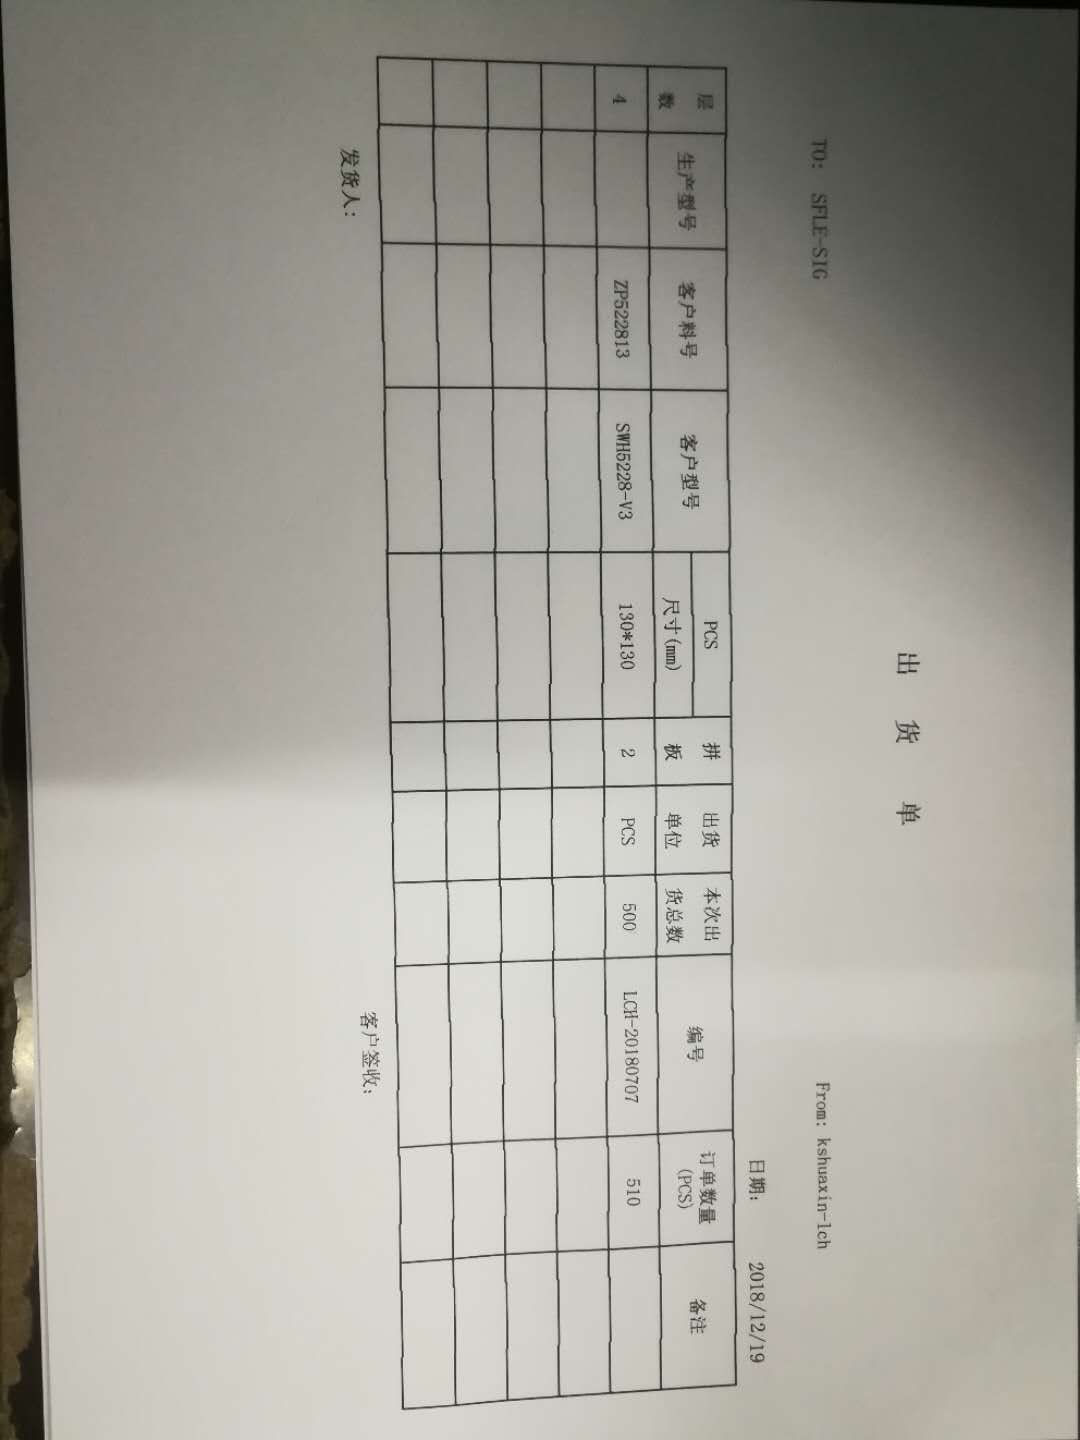 出 货 单
TO: SFLE-SIG From: kshuaxin-lch
日期: 2018/12/19
层数 生产型号 客户料号 客户型号 PCS 尺寸(mm) 拼板 出货单位 本次出货总数 编号 订单数量(PCS) 备注
4 ZP522813 SWH5228-V3 130*130 2 PCS 500 LCH-20180707 510
发货人: 客户签收: